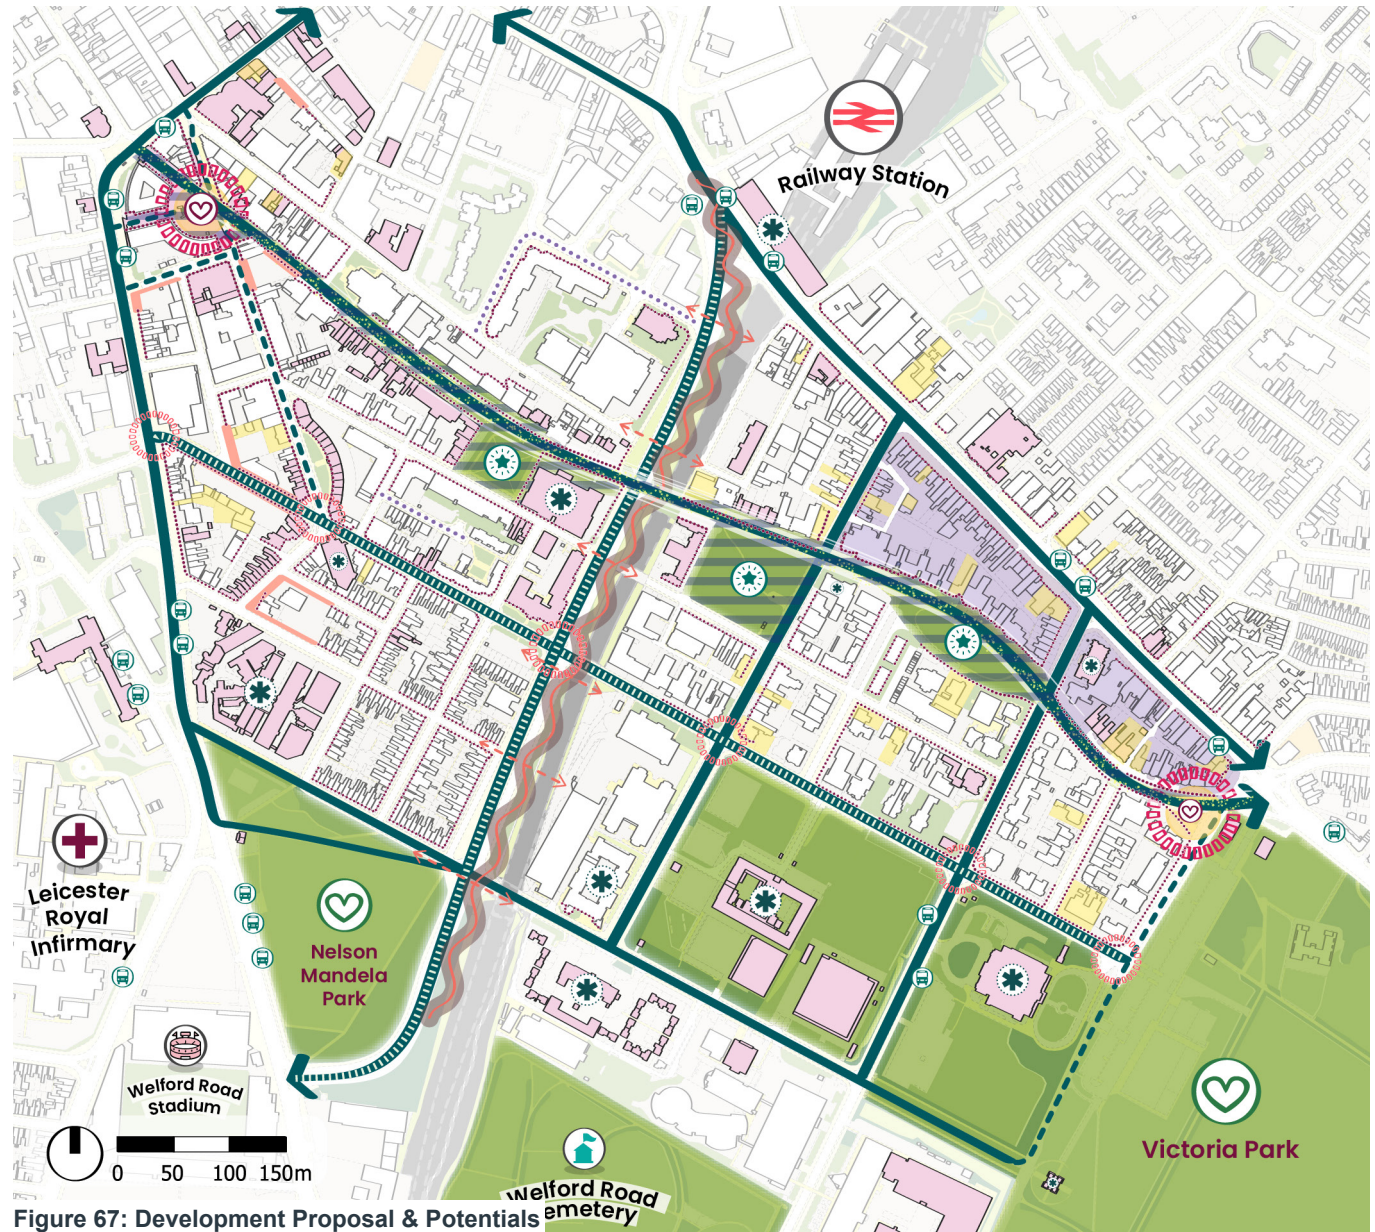 Railway Station
Leicester
Royal
Infirmary
Nelson
Mandela
Park
Welford Road
Stadium
Victoria Park
0 50 100 150m
Welford Road
emetery
Figure 67: Development Proposal & Potentials